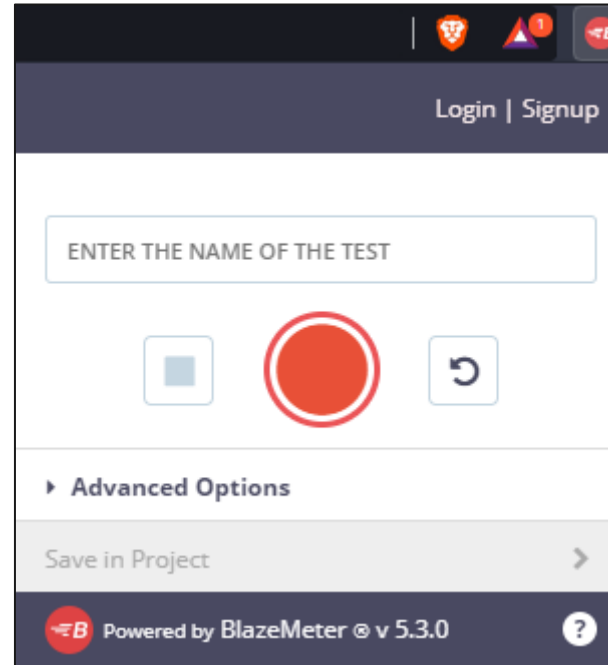 1
Login | Signup
ENTER THE NAME OF THE TEST
Advanced Options
Save in Project
B Powered by BlazeMeter ® v 5.3.0 ?